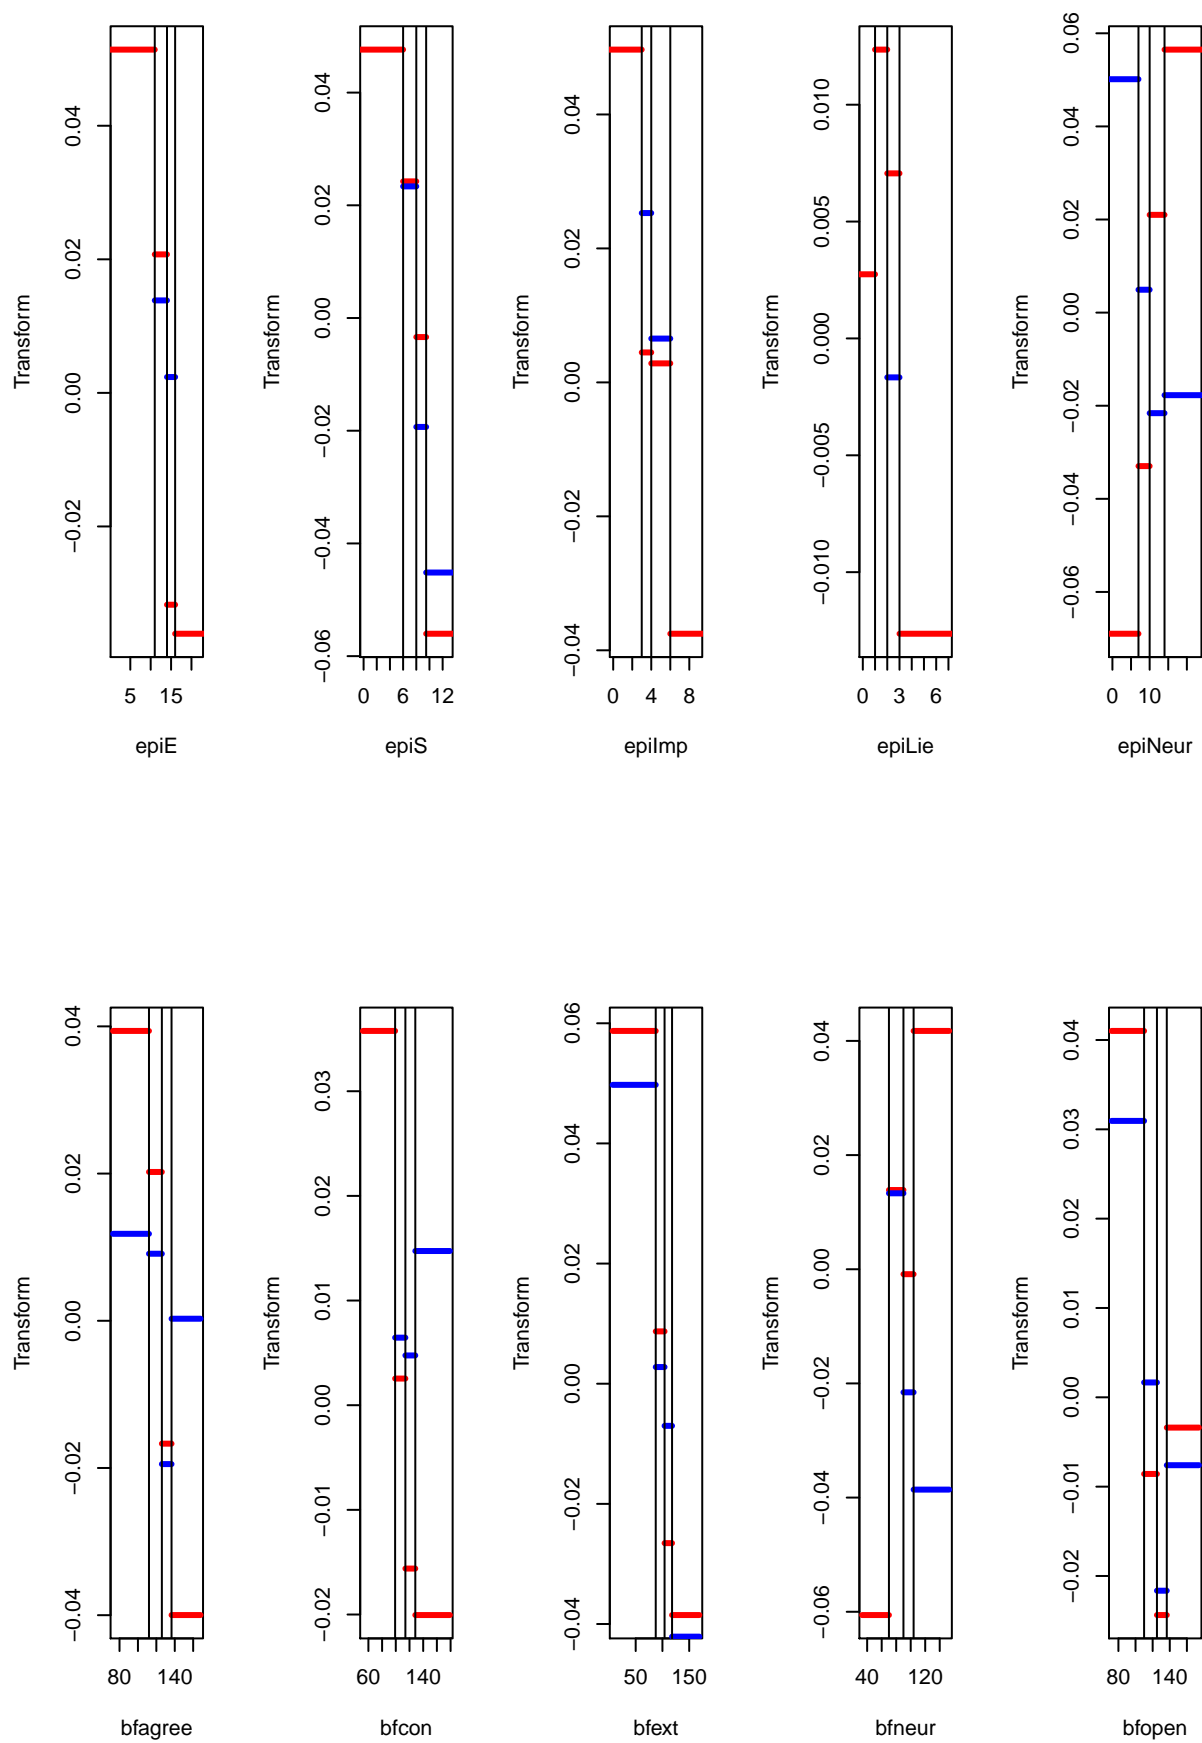 Transform
−0.02 0.00 0.02 0.04
5 15
epiE
Transform
−0.06 −0.04 −0.02 0.00 0.02 0.04
0 6 12
epiS
Transform
−0.04 −0.02 0.00 0.02 0.04
0 4 8
epiImp
Transform
−0.010 −0.005 0.000 0.005 0.010
0 3 6
epiLie
Transform
−0.06 −0.04 −0.02 0.00 0.02 0.04 0.06
0 10
epiNeur
Transform
−0.04 −0.02 0.00 0.02 0.04
80 140
bfagree
Transform
−0.02 −0.01 0.00 0.01 0.02 0.03
60 140
bfcon
Transform
−0.04 −0.02 0.00 0.02 0.04 0.06
50 150
bfext
Transform
−0.06 −0.04 −0.02 0.00 0.02 0.04
40 120
bfneur
Transform
−0.02 −0.01 0.00 0.01 0.02 0.03 0.04
80 140
bfopen